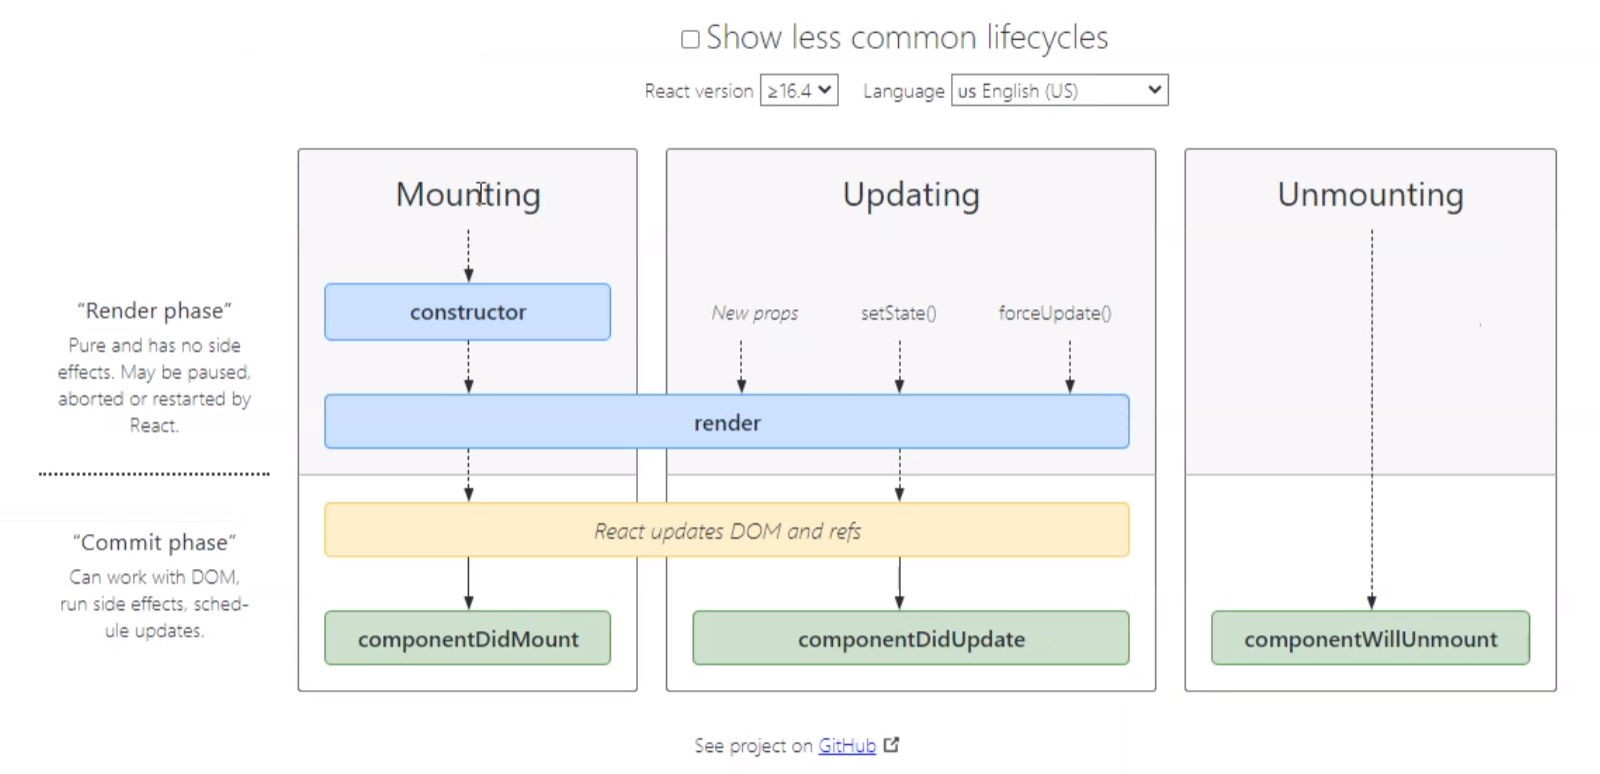 Show less common lifecycles
React version ≥16.4 Language us English (US)
Mounting
Updating
Unmounting
“Render phase”
Pure and has no side
effects. May be paused,
aborted or restarted by
React.
constructor
New props
setState()
forceUpdate()
render
“Commit phase”
Can work with DOM,
run side effects, sched-
ule updates.
React updates DOM and refs
componentDidMount
componentDidUpdate
componentWillUnmount
See project on GitHub